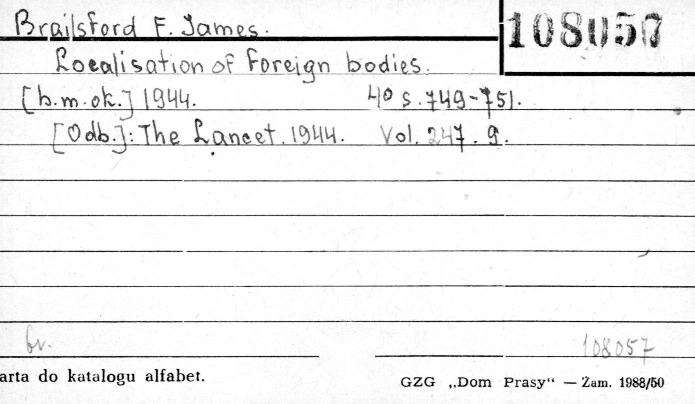 Brailsford F. James.
108057
Localisation of foreign bodies.
[b.m.ok.] 1944. 4° s. 749-751.
[Odb.]: The Lancet. 1944. Vol. 247. 9.
br.
108057
arta do katalogu alfabet.
GZG „Dom Prasy“ — Zam. 1988/50